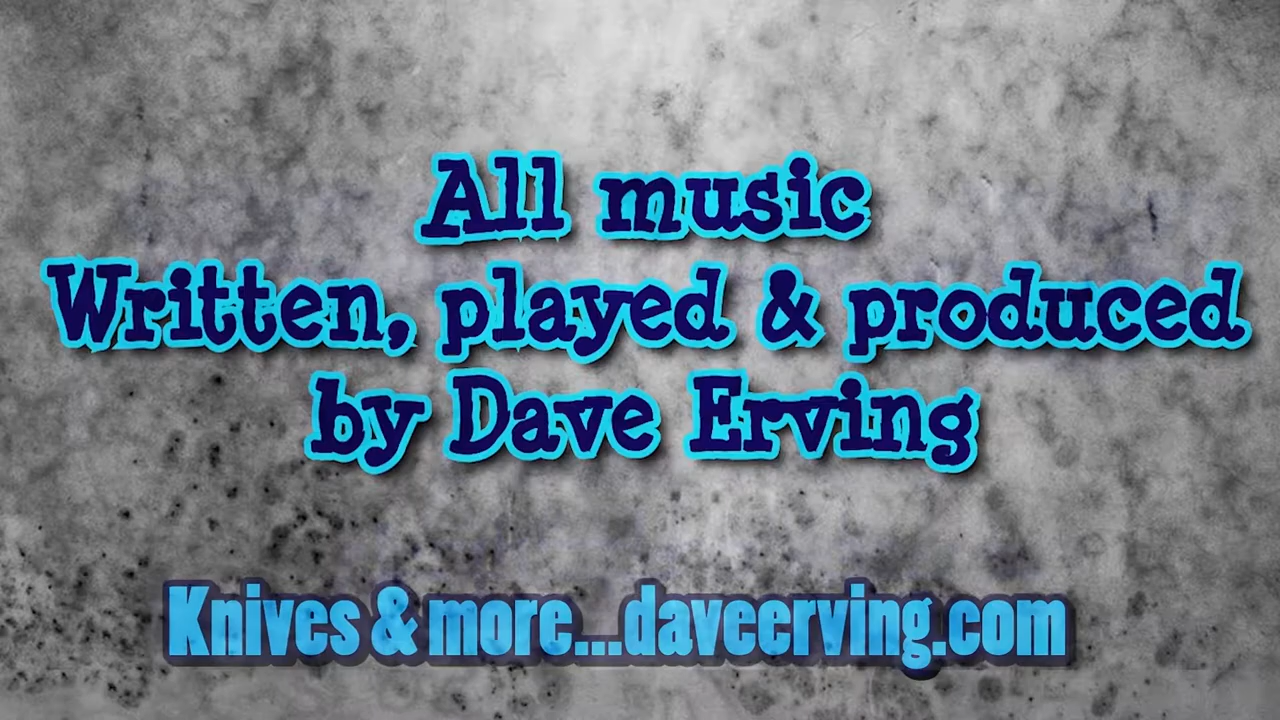 All music
Written, played & produced
by Dave Erving
Knives & more...daveerving.com